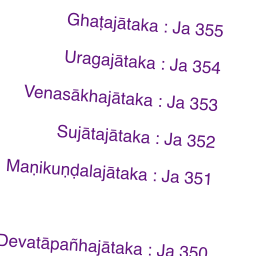 Ghaṭajātaka : Ja 355
Uragajātaka : Ja 354
Venasākhajātaka : Ja 353
Sujātajātaka : Ja 352
Maṇikuṇḍalajātaka : Ja 351
Devatāpañhajātaka : Ja 350